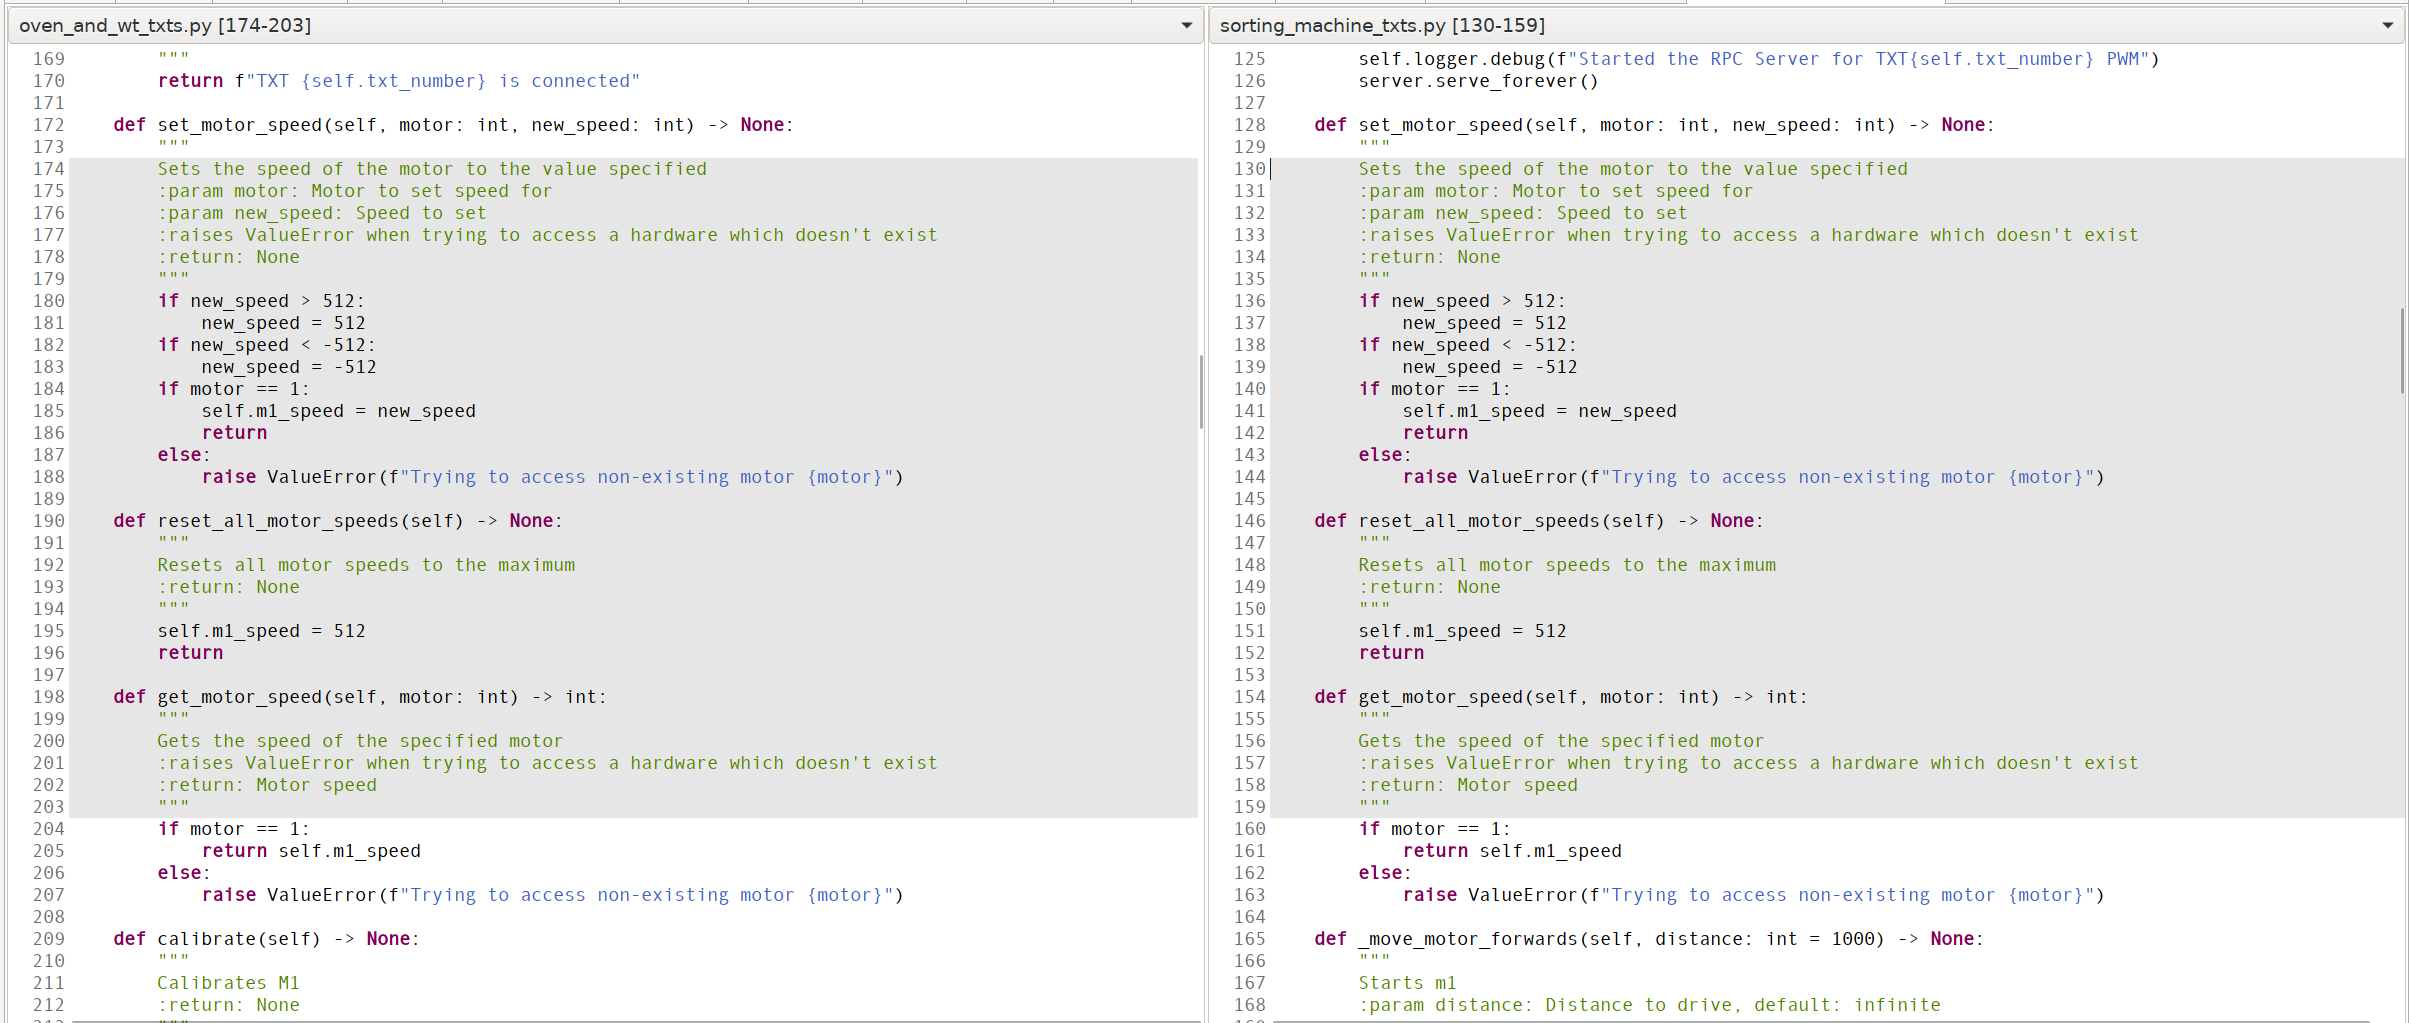 oven_and_wt_txts.py [174-203]
169         """
170         return f"TXT {self.txt_number} is connected"
171
172     def set_motor_speed(self, motor: int, new_speed: int) -> None:
173         """
174         Sets the speed of the motor to the value specified
175         :param motor: Motor to set speed for
176         :param new_speed: Speed to set
177         :raises ValueError when trying to access a hardware which doesn't exist
178         :return: None
179         """
180         if new_speed > 512:
181             new_speed = 512
182         if new_speed < -512:
183             new_speed = -512
184         if motor == 1:
185             self.m1_speed = new_speed
186             return
187         else:
188             raise ValueError(f"Trying to access non-existing motor {motor}")
189
190     def reset_all_motor_speeds(self) -> None:
191         """
192         Resets all motor speeds to the maximum
193         :return: None
194         """
195         self.m1_speed = 512
196         return
197
198     def get_motor_speed(self, motor: int) -> int:
199         """
200         Gets the speed of the specified motor
201         :raises ValueError when trying to access a hardware which doesn't exist
202         :return: Motor speed
203         """
204         if motor == 1:
205             return self.m1_speed
206         else:
207             raise ValueError(f"Trying to access non-existing motor {motor}")
208
209     def calibrate(self) -> None:
210         """
211         Calibrates M1
212         :return: None
sorting_machine_txts.py [130-159]
125         self.logger.debug(f"Started the RPC Server for TXT{self.txt_number} PWM")
126         server.serve_forever()
127
128     def set_motor_speed(self, motor: int, new_speed: int) -> None:
129         """
130         Sets the speed of the motor to the value specified
131         :param motor: Motor to set speed for
132         :param new_speed: Speed to set
133         :raises ValueError when trying to access a hardware which doesn't exist
134         :return: None
135         """
136         if new_speed > 512:
137             new_speed = 512
138         if new_speed < -512:
139             new_speed = -512
140         if motor == 1:
141             self.m1_speed = new_speed
142             return
143         else:
144             raise ValueError(f"Trying to access non-existing motor {motor}")
145
146     def reset_all_motor_speeds(self) -> None:
147         """
148         Resets all motor speeds to the maximum
149         :return: None
150         """
151         self.m1_speed = 512
152         return
153
154     def get_motor_speed(self, motor: int) -> int:
155         """
156         Gets the speed of the specified motor
157         :raises ValueError when trying to access a hardware which doesn't exist
158         :return: Motor speed
159         """
160         if motor == 1:
161             return self.m1_speed
162         else:
163             raise ValueError(f"Trying to access non-existing motor {motor}")
164
165     def _move_motor_forwards(self, distance: int = 1000) -> None:
166         """
167         Starts m1
168         :param distance: Distance to drive, default: infinite